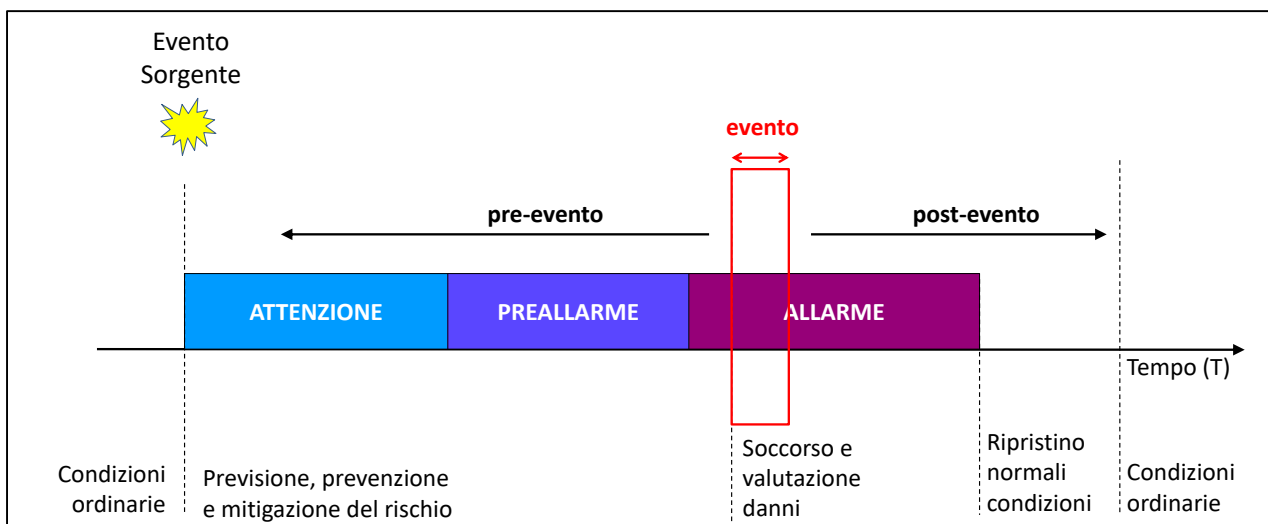 Evento
Sorgente
evento
pre-evento
post-evento
ATTENZIONE
PREALLARME
ALLARME
Tempo (T)
Condizioni
ordinarie
Previsione, prevenzione
e mitigazione del rischio
Soccorso e
valutazione
danni
Ripristino
normali
condizioni
Condizioni
ordinarie